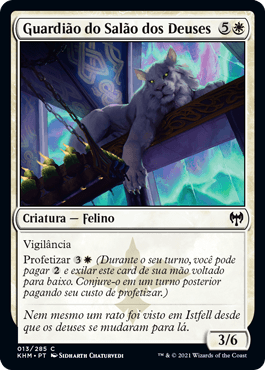 Guardião do Salão dos Deuses 5
Criatura — Felino
Vigilância
Profetizar 3 (Durante o seu turno, você pode
pagar 2 e exilar este card de sua mão voltado
para baixo. Conjure-o em um turno posterior
pagando seu custo de profetizar.)
Nem mesmo um rato foi visto em Istfell desde
que os deuses se mudaram para lá.
3/6
013/285 C
KHM • PT Sidharth Chaturvedi
™ & © 2021 Wizards of the Coast